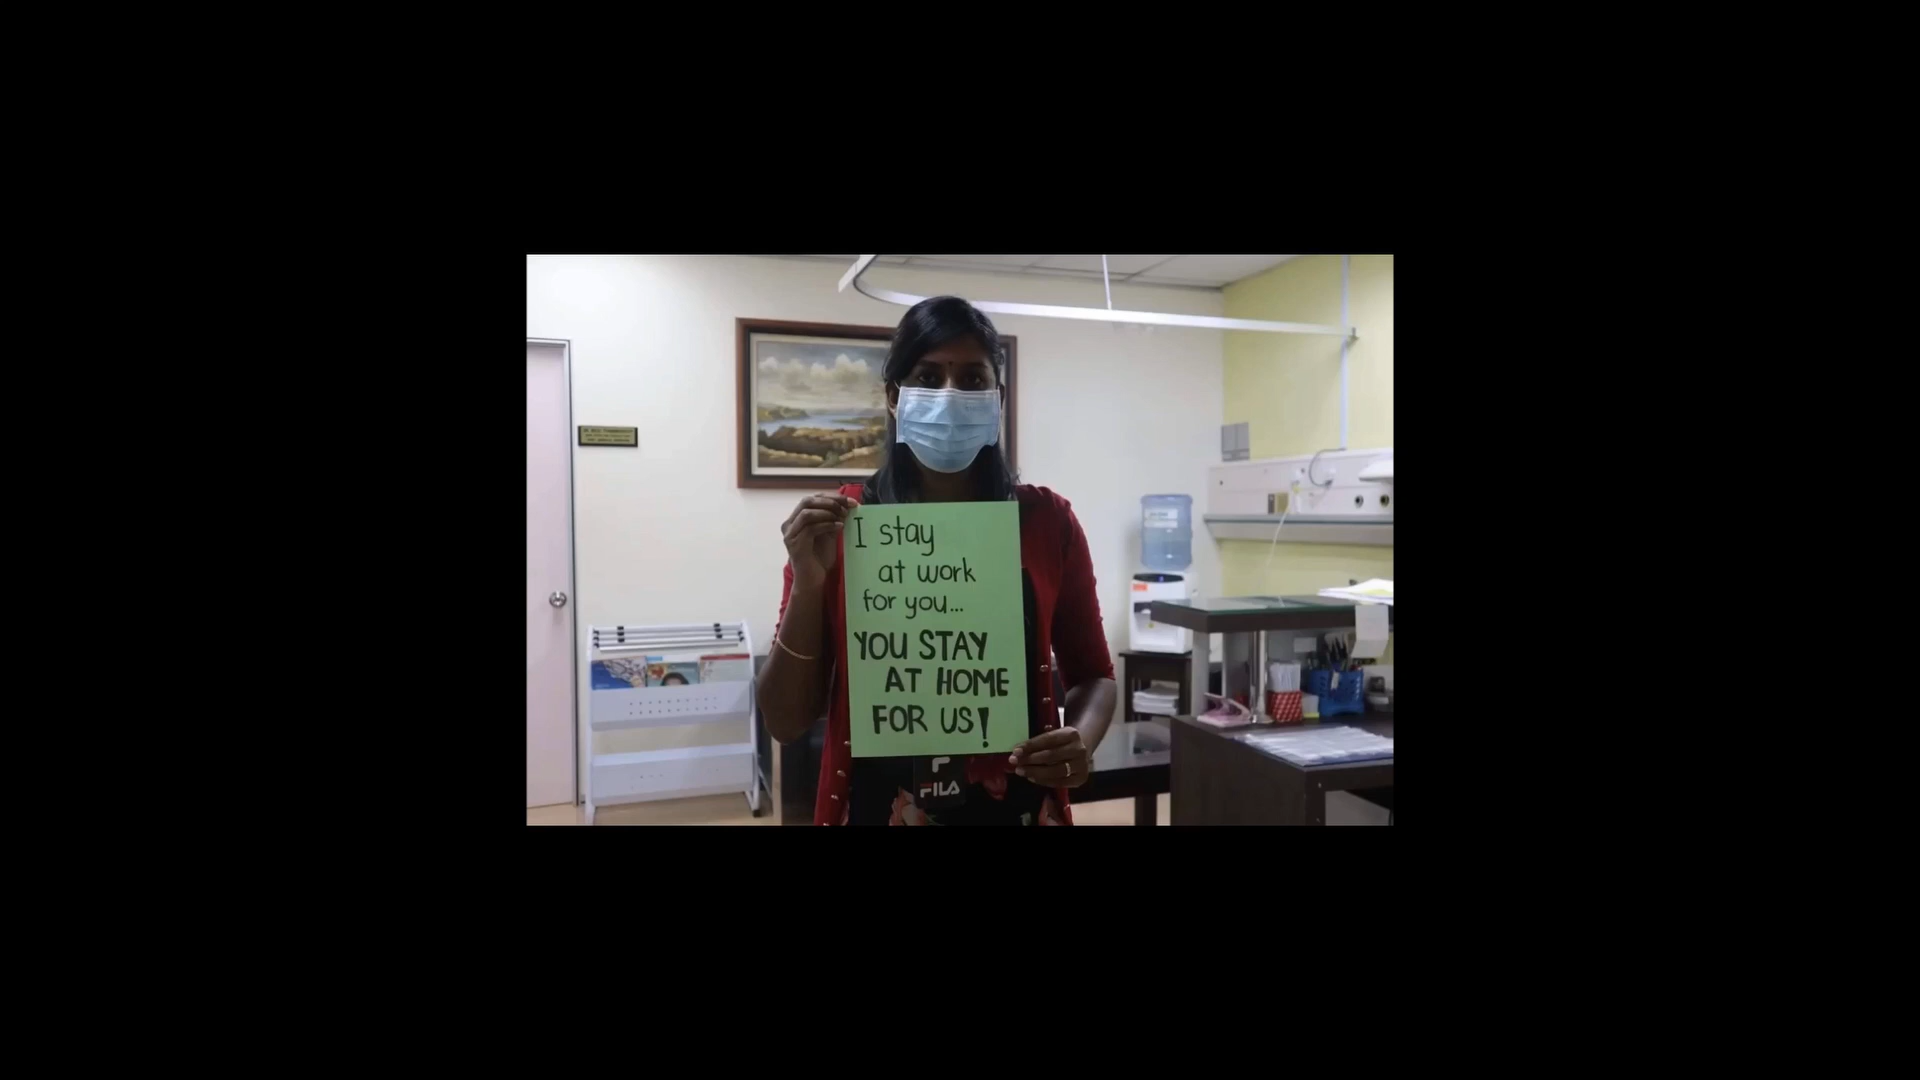 I stay
at work
for you...
YOU STAY
AT HOME
FOR US!
FILA